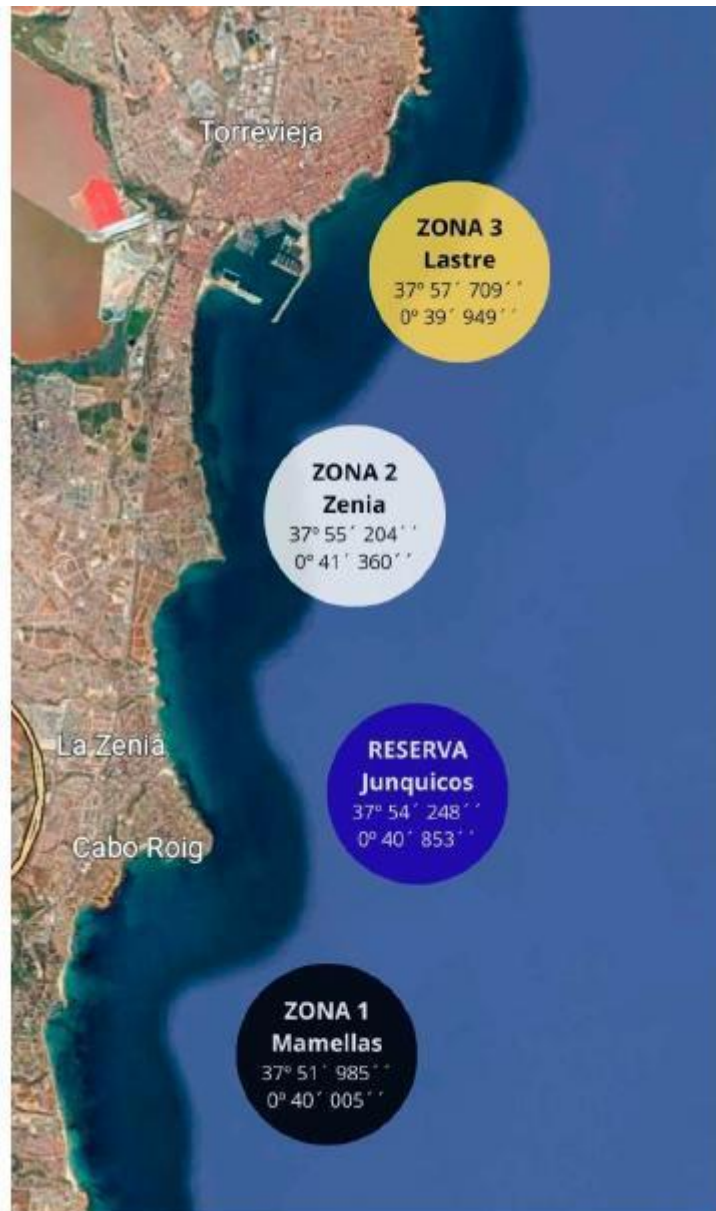 Torrevieja
ZONA 3
Lastre
37º 57´ 709´´
0º 39´ 949´´
ZONA 2
Zenia
37º 55´ 204´´
0º 41´ 360´´
RESERVA
Junquicos
37º 54´ 248´´
0º 40´ 853´´
La Zenia
Cabo Roig
ZONA 1
Mamellas
37º 51´ 985´´
0º 40´ 005´´